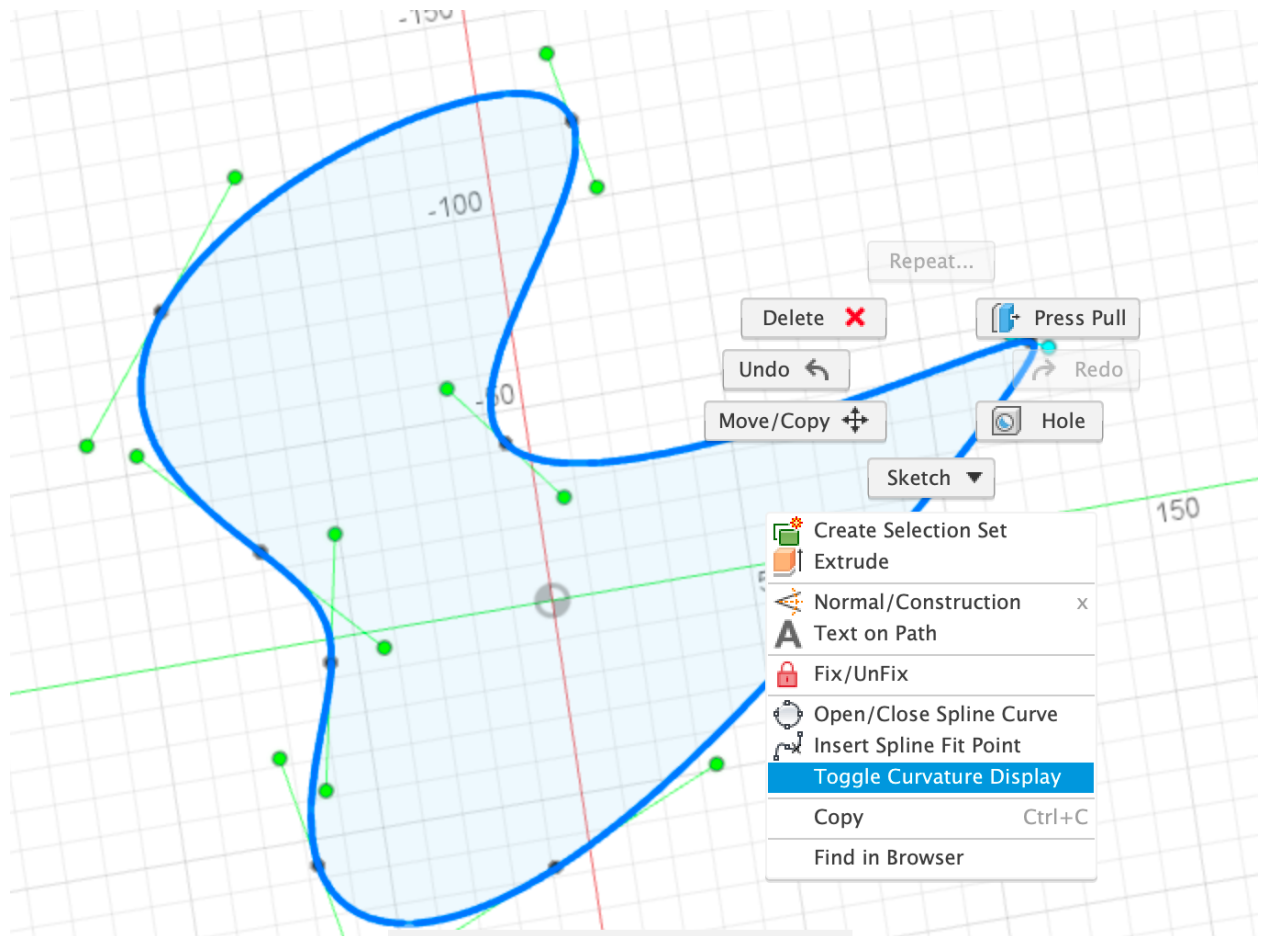 -150
-100
Repeat...
Delete
Press Pull
Undo
Redo
-50
Move/Copy
Hole
Sketch
150
Create Selection Set
Extrude
Normal/Construction x
Text on Path
Fix/UnFix
Open/Close Spline Curve
Insert Spline Fit Point
Toggle Curvature Display
Copy Ctrl+C
Find in Browser